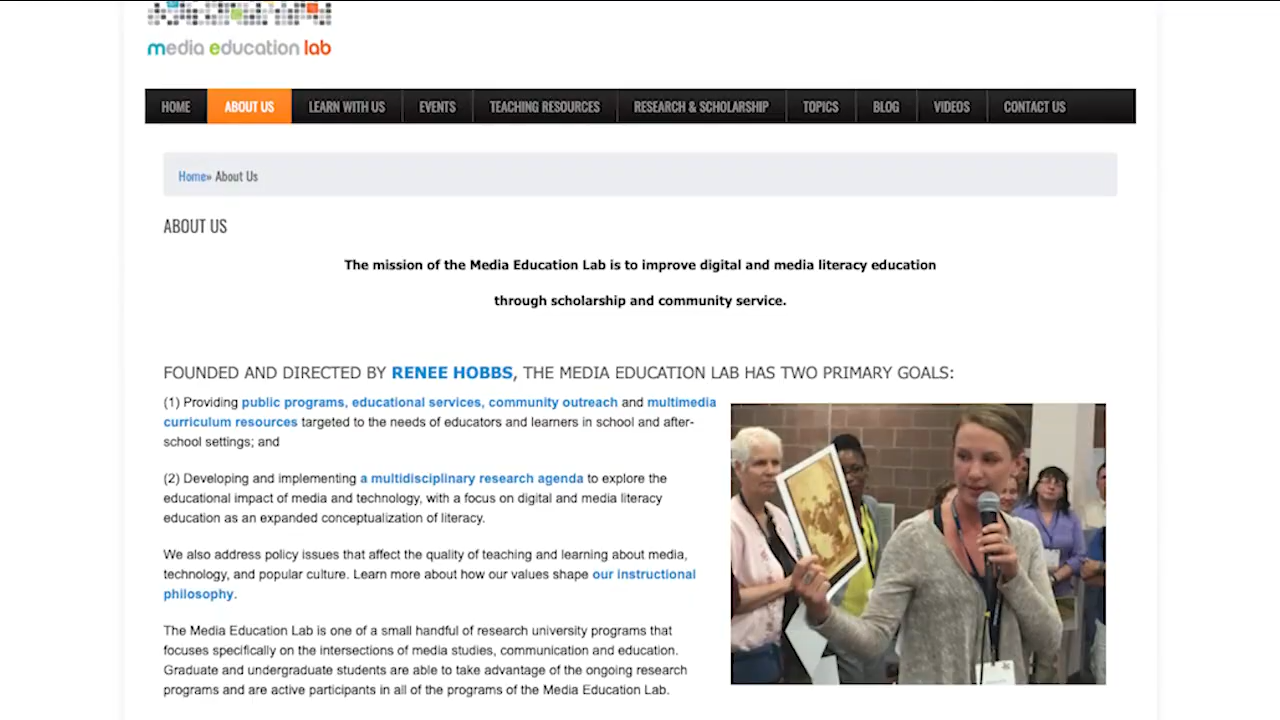 media education lab
HOME ABOUT US LEARN WITH US EVENTS TEACHING RESOURCES RESEARCH & SCHOLARSHIP TOPICS BLOG VIDEOS CONTACT US
Home» About Us
ABOUT US
The mission of the Media Education Lab is to improve digital and media literacy education
through scholarship and community service.
FOUNDED AND DIRECTED BY RENEE HOBBS, THE MEDIA EDUCATION LAB HAS TWO PRIMARY GOALS:
(1) Providing public programs, educational services, community outreach and multimedia
curriculum resources targeted to the needs of educators and learners in school and after-
school settings; and
(2) Developing and implementing a multidisciplinary research agenda to explore the
educational impact of media and technology, with a focus on digital and media literacy
education as an expanded conceptualization of literacy.
We also address policy issues that affect the quality of teaching and learning about media,
technology, and popular culture. Learn more about how our values shape our instructional
philosophy.
The Media Education Lab is one of a small handful of research university programs that
focuses specifically on the intersections of media studies, communication and education.
Graduate and undergraduate students are able to take advantage of the ongoing research
programs and are active participants in all of the programs of the Media Education Lab.